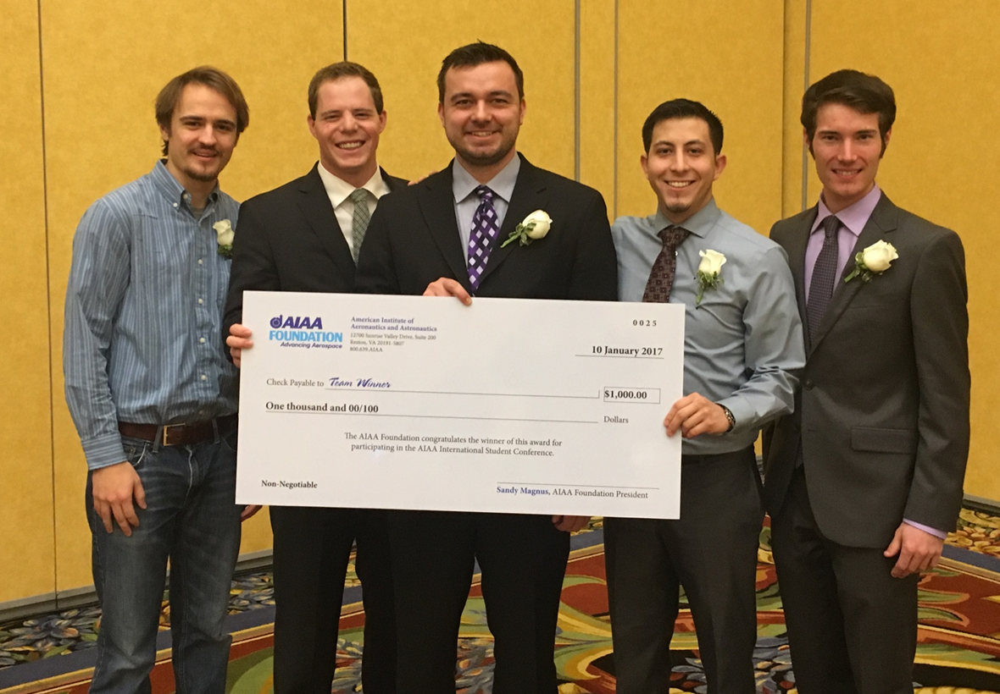 AIAA
FOUNDATION
Advancing Aerospace
American Institute of
Aeronautics and Astronautics
12700 Sunrise Valley Drive, Suite 200
Reston, VA 20191-5807
800.639.AIAA
0025
10 January 2017
Check Payable to Team Winner
$1,000.00
One thousand and 00/100
Dollars
The AIAA Foundation congratulates the winner of this award for
participating in the AIAA International Student Conference.
Non-Negotiable
Sandy Magnus, AIAA Foundation President